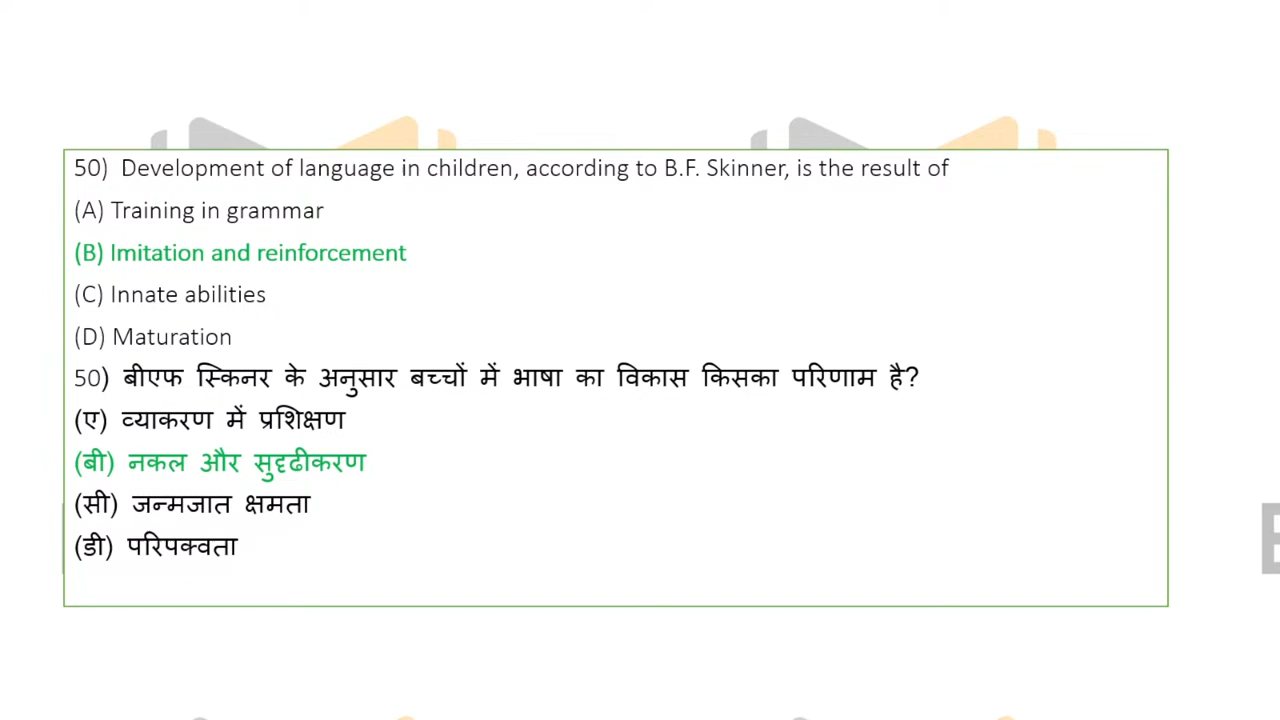 50) Development of language in children, according to B.F. Skinner, is the result of
(A) Training in grammar
(B) Imitation and reinforcement
(C) Innate abilities
(D) Maturation
50) बीएफ स्किनर के अनुसार बच्चों में भाषा का विकास किसका परिणाम है?
(ए) व्याकरण में प्रशिक्षण
(बी) नकल और सुदृढीकरण
(सी) जन्मजात क्षमता
(डी) परिपक्वता